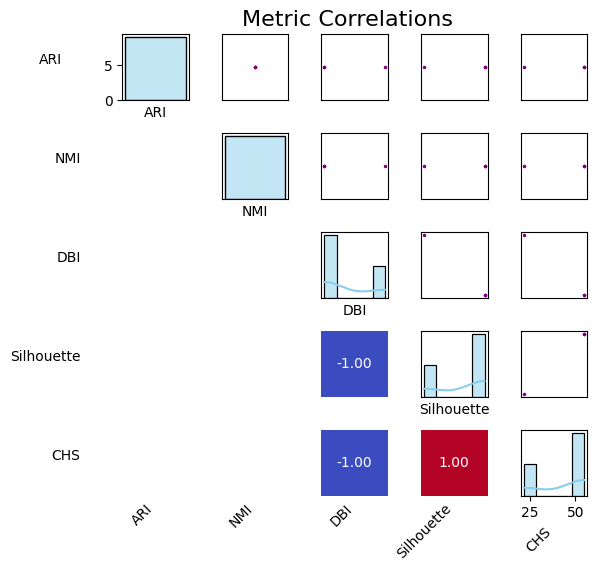 Metric Correlations
ARI
5
0
ARI
NMI
NMI
DBI
DBI
Silhouette
-1.00
Silhouette
CHS
-1.00
1.00
25
50
ARI
NMI
DBI
Silhouette
CHS